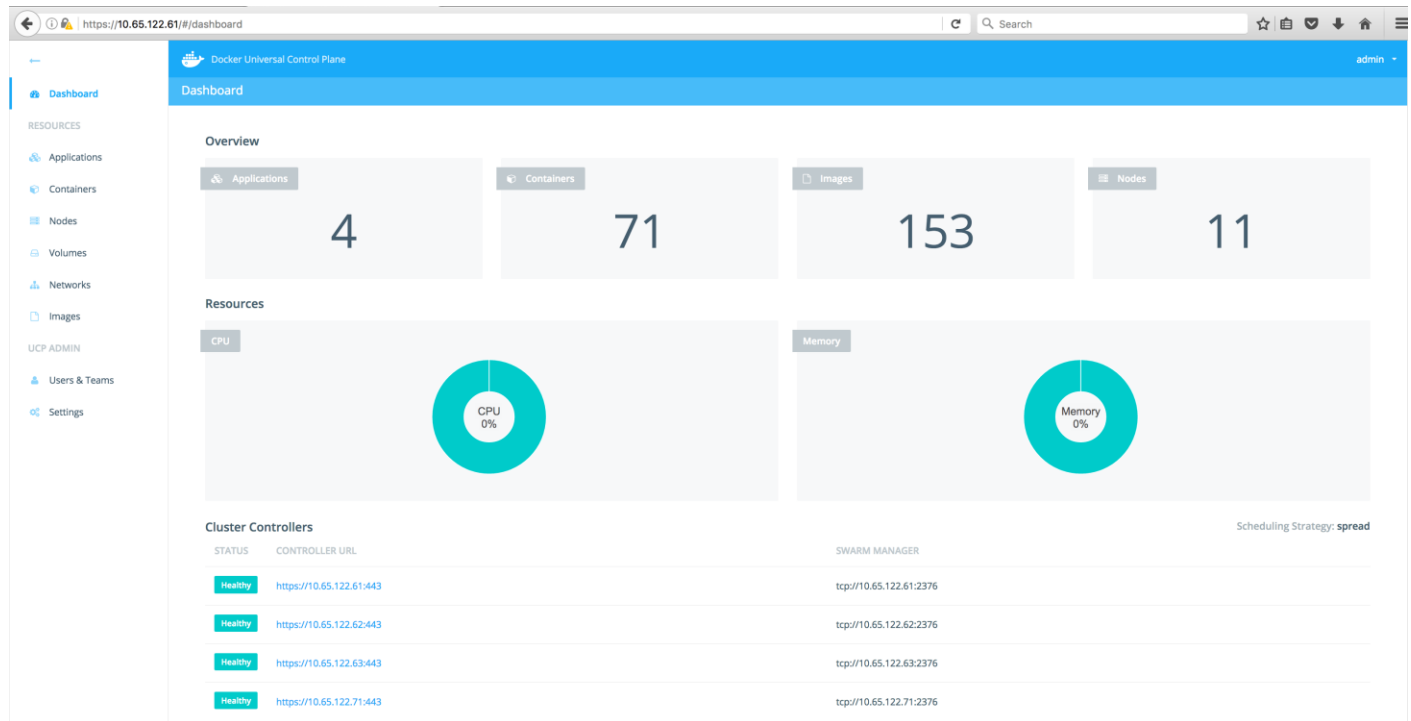 https://10.65.122.61/#/dashboard
Search
Docker Universal Control Plane
admin
Dashboard
Dashboard
RESOURCES
Applications
Containers
Nodes
Volumes
Networks
Images
UCP ADMIN
Users & Teams
Settings
Overview
Applications
4
Containers
71
Images
153
Nodes
11
Resources
CPU
CPU
0%
Memory
Memory
0%
Cluster Controllers
Scheduling Strategy: spread
STATUS CONTROLLER URL SWARM MANAGER
Healthy https://10.65.122.61:443 tcp://10.65.122.61:2376
Healthy https://10.65.122.62:443 tcp://10.65.122.62:2376
Healthy https://10.65.122.63:443 tcp://10.65.122.63:2376
Healthy https://10.65.122.71:443 tcp://10.65.122.71:2376